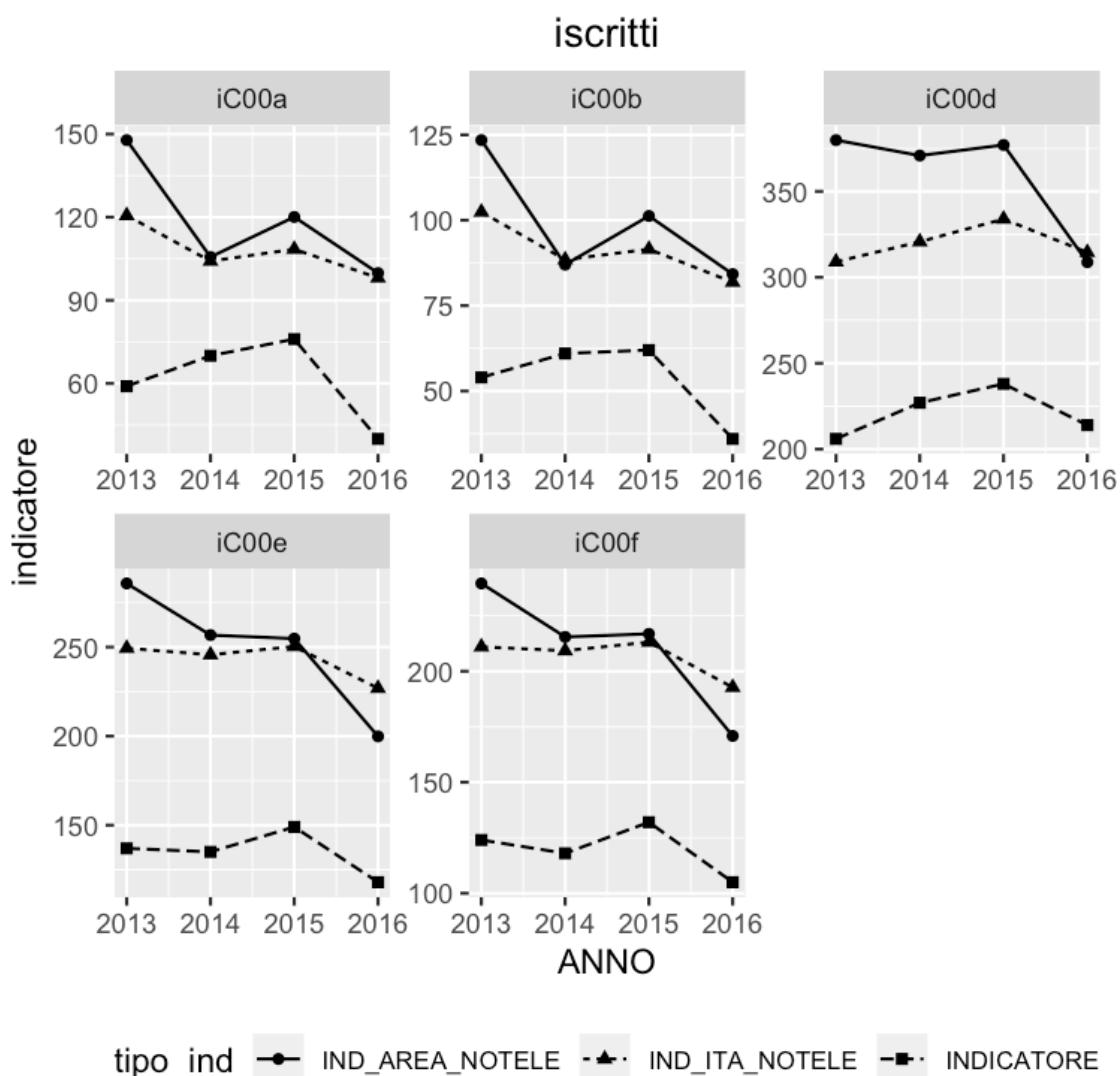 iscritti
iC00a iC00b iC00d
150
120
90
60
125
100
75
50
350
300
250
200
2013 2014 2015 2016 2013 2014 2015 2016 2013 2014 2015 2016
indicatore
iC00e iC00f
250
200
150
200
150
100
2013 2014 2015 2016 2013 2014 2015 2016
ANNO
tipo_ind IND_AREA_NOTELE IND_ITA_NOTELE INDICATORE